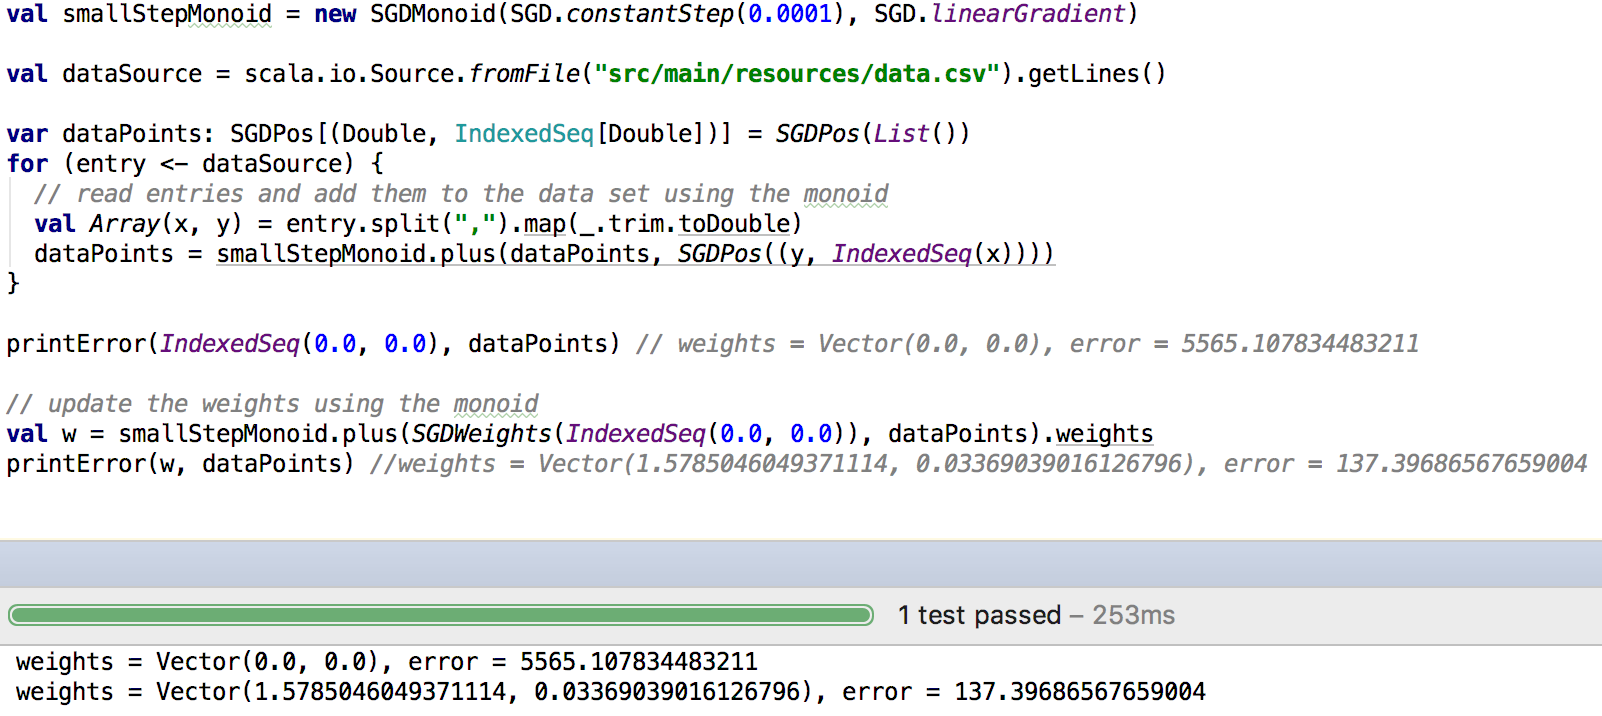 val smallStepMonoid = new SGDMonoid(SGD.constantStep(0.0001), SGD.linearGradient)
val dataSource = scala.io.Source.fromFile("src/main/resources/data.csv").getLines()
var dataPoints: SGDPos[(Double, IndexedSeq[Double])] = SGDPos(List())
for (entry <- dataSource) {
// read entries and add them to the data set using the monoid
val Array(x, y) = entry.split(",").map(_.trim.toDouble)
dataPoints = smallStepMonoid.plus(dataPoints, SGDPos((y, IndexedSeq(x))))
}
printError(IndexedSeq(0.0, 0.0), dataPoints) // weights = Vector(0.0, 0.0), error = 5565.107834483211
// update the weights using the monoid
val w = smallStepMonoid.plus(SGDWeights(IndexedSeq(0.0, 0.0)), dataPoints).weights
printError(w, dataPoints) //weights = Vector(1.5785046049371114, 0.03369039016126796), error = 137.39686567659004
1 test passed – 253ms
weights = Vector(0.0, 0.0), error = 5565.107834483211
weights = Vector(1.5785046049371114, 0.03369039016126796), error = 137.39686567659004